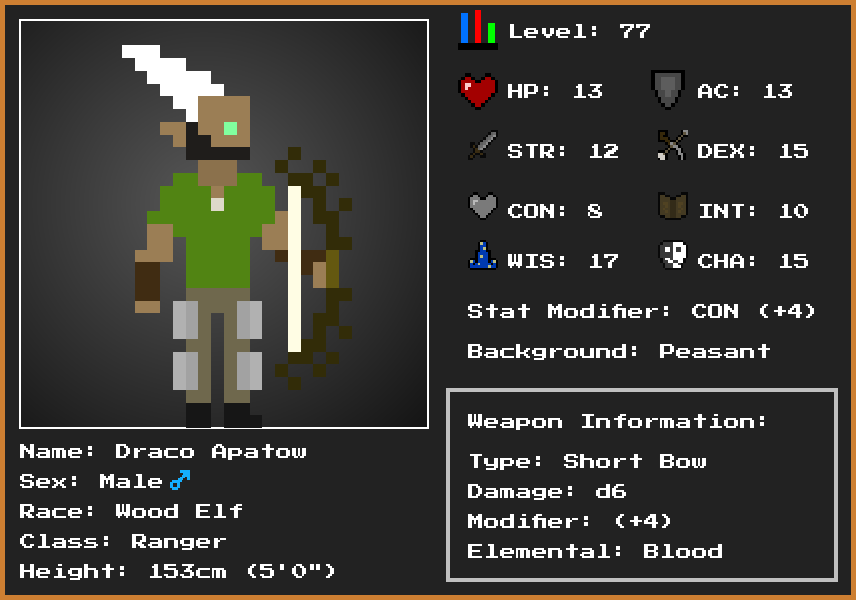 Level: 77
HP: 13
AC: 13
STR: 12
DEX: 15
CON: 8
INT: 10
WIS: 17
CHA: 15
Stat Modifier: CON (+4)
Background: Peasant
Weapon Information:
Type: Short Bow
Damage: d6
Modifier: (+4)
Elemental: Blood
Name: Draco Apatow
Sex: Male♂
Race: Wood Elf
Class: Ranger
Height: 153cm (5'0")